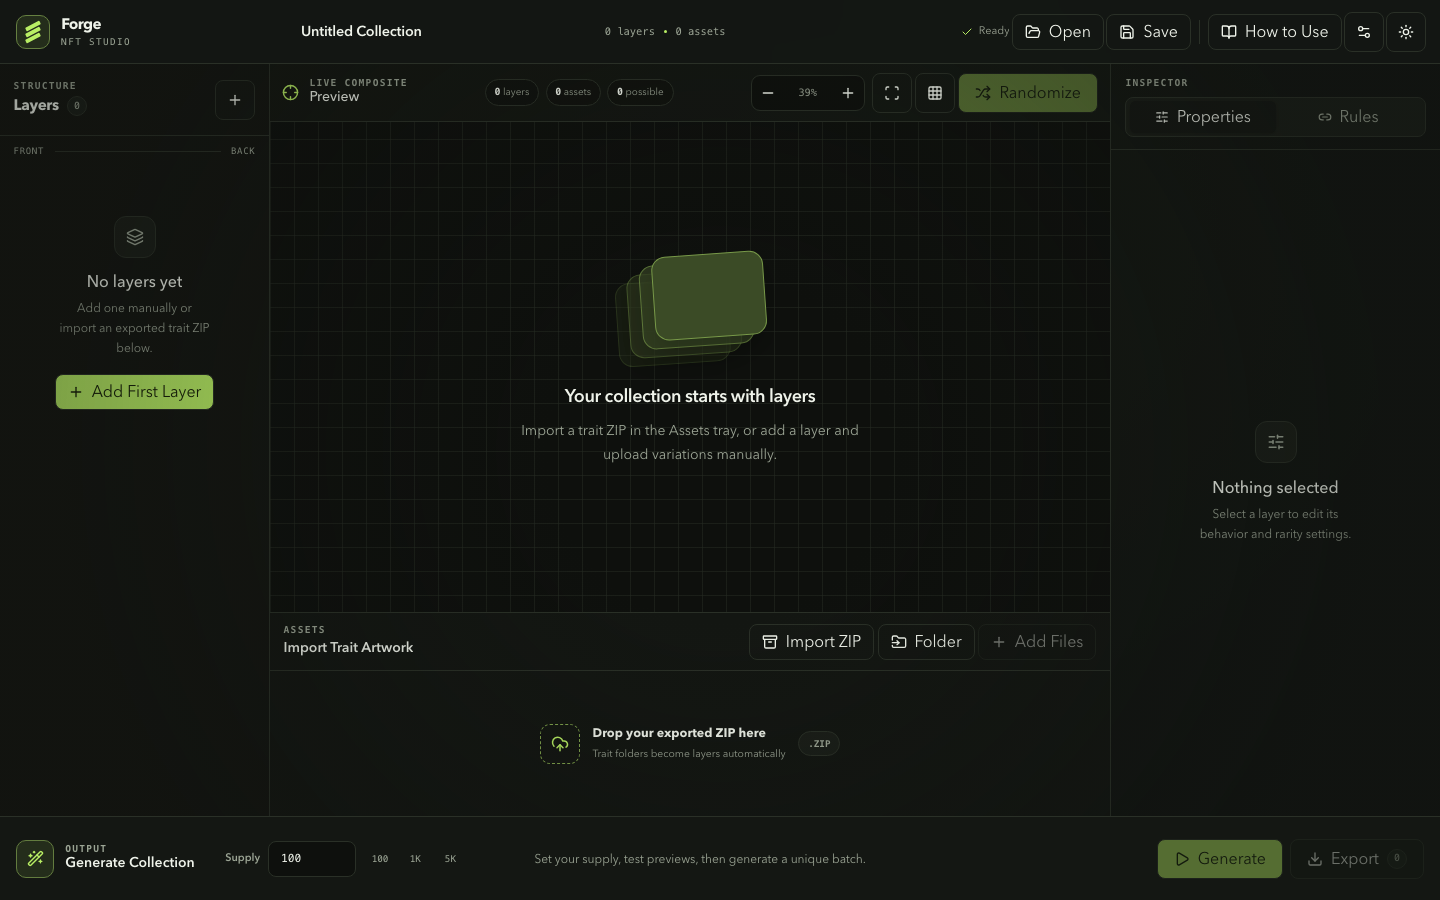 Forge
NFT STUDIO
Untitled Collection
0 layers • 0 assets
Ready
Open
Save
How to Use
STRUCTURE
Layers 0
FRONT
BACK
No layers yet
Add one manually or
import an exported trait ZIP
below.
Add First Layer
LIVE COMPOSITE
Preview
0 layers
0 assets
0 possible
39%
Randomize
Your collection starts with layers
Import a trait ZIP in the Assets tray, or add a layer and
upload variations manually.
ASSETS
Import Trait Artwork
Import ZIP
Folder
Add Files
Drop your exported ZIP here
Trait folders become layers automatically
.ZIP
INSPECTOR
Properties
Rules
Nothing selected
Select a layer to edit its
behavior and rarity settings.
OUTPUT
Generate Collection
Supply
100
100
1K
5K
Set your supply, test previews, then generate a unique batch.
Generate
Export 0